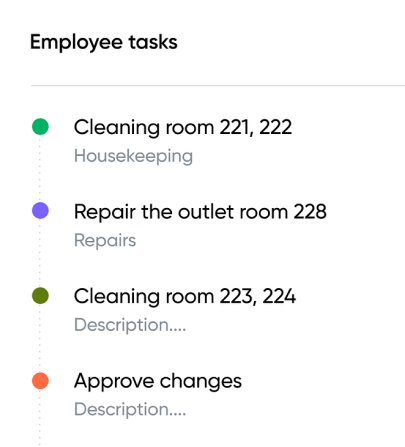 Employee tasks
Cleaning room 221, 222
Housekeeping
Repair the outlet room 228
Repairs
Cleaning room 223, 224
Description....
Approve changes
Description....